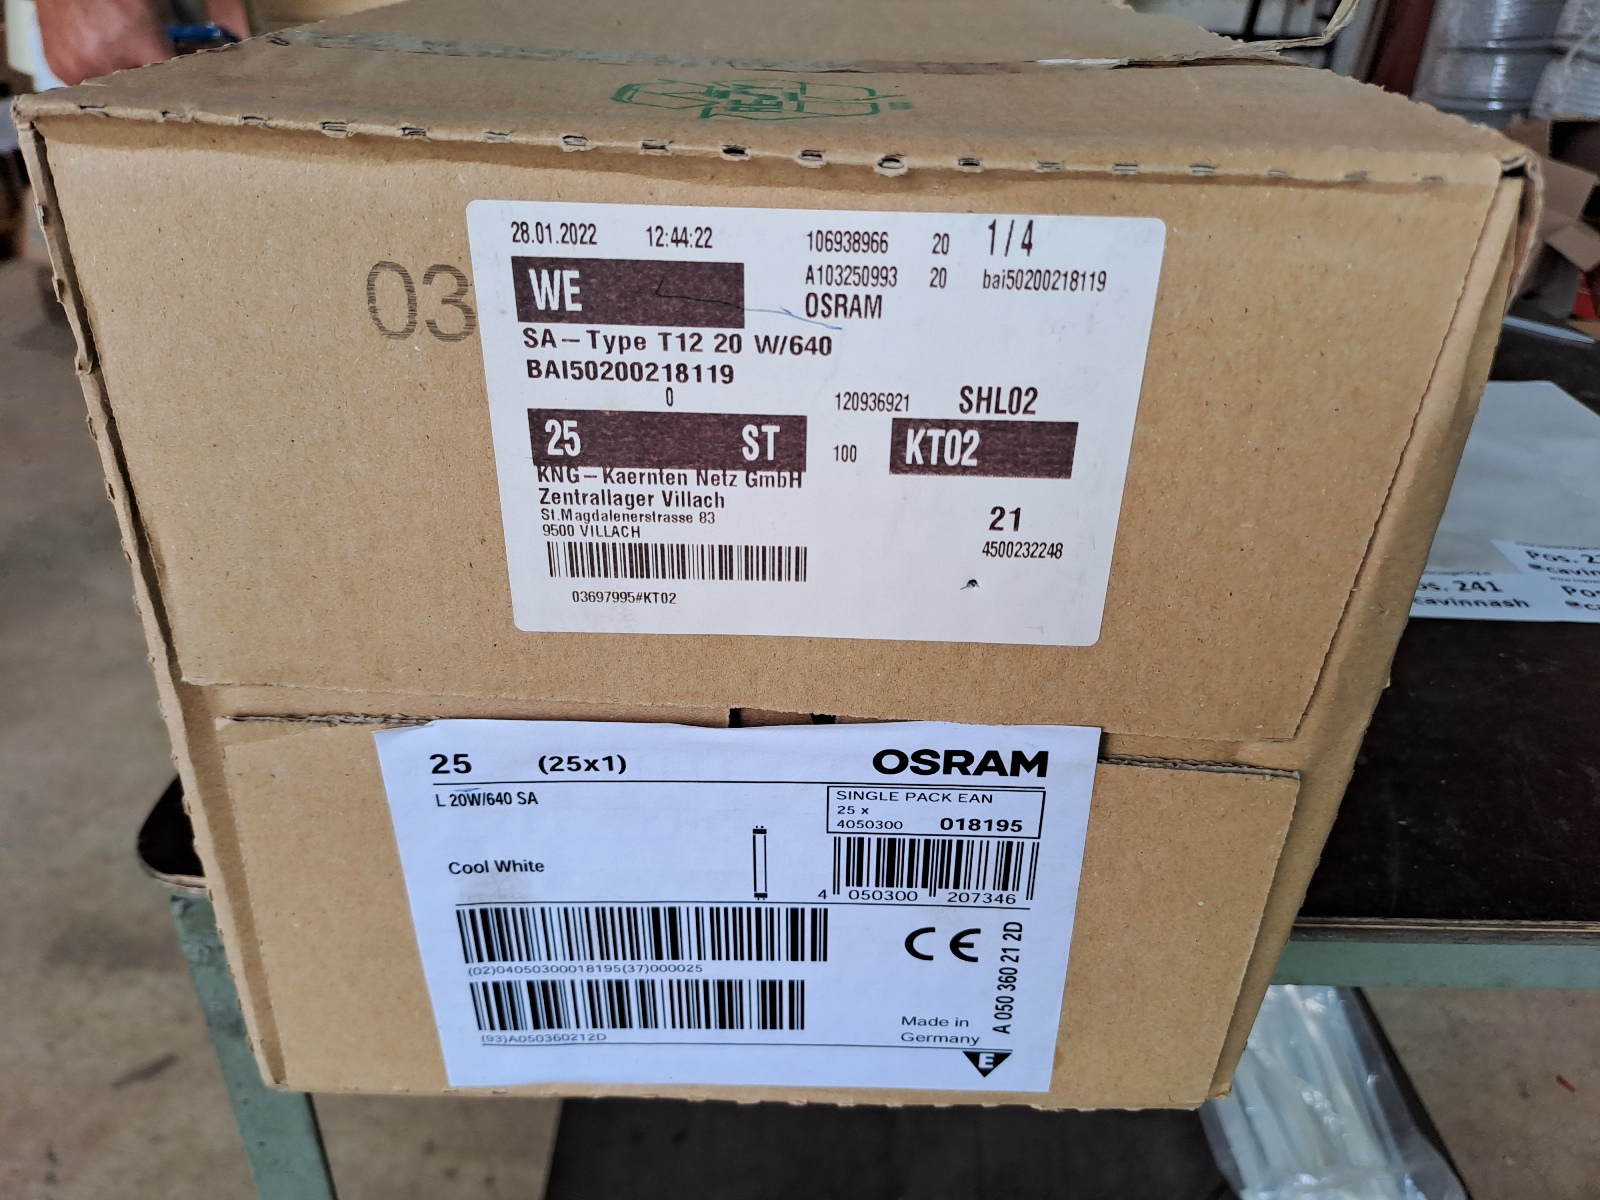 03
28.01.2022 12:44:22 106938966 20 1/4
A103250993 20 bai50200218119
WE OSRAM
SA-Type T12 20 W/640
BAI50200218119
0 120936921 SHL02
25 ST 100 KT02
KNG-Kaernten Netz GmbH
Zentrallager Villach
St.Magdalenerstrasse 83 21
9500 VILLACH 4500232248
03697995#KT02
25 (25x1) OSRAM
L 20W/640 SA
SINGLE PACK EAN
25 x
4050300 018195
Cool White
4 050300 207346
(02)04050300018195(37)000025
CE
A 050 360 21 2D
(93)A050360212D
Made in
Germany
E
Pos. 241